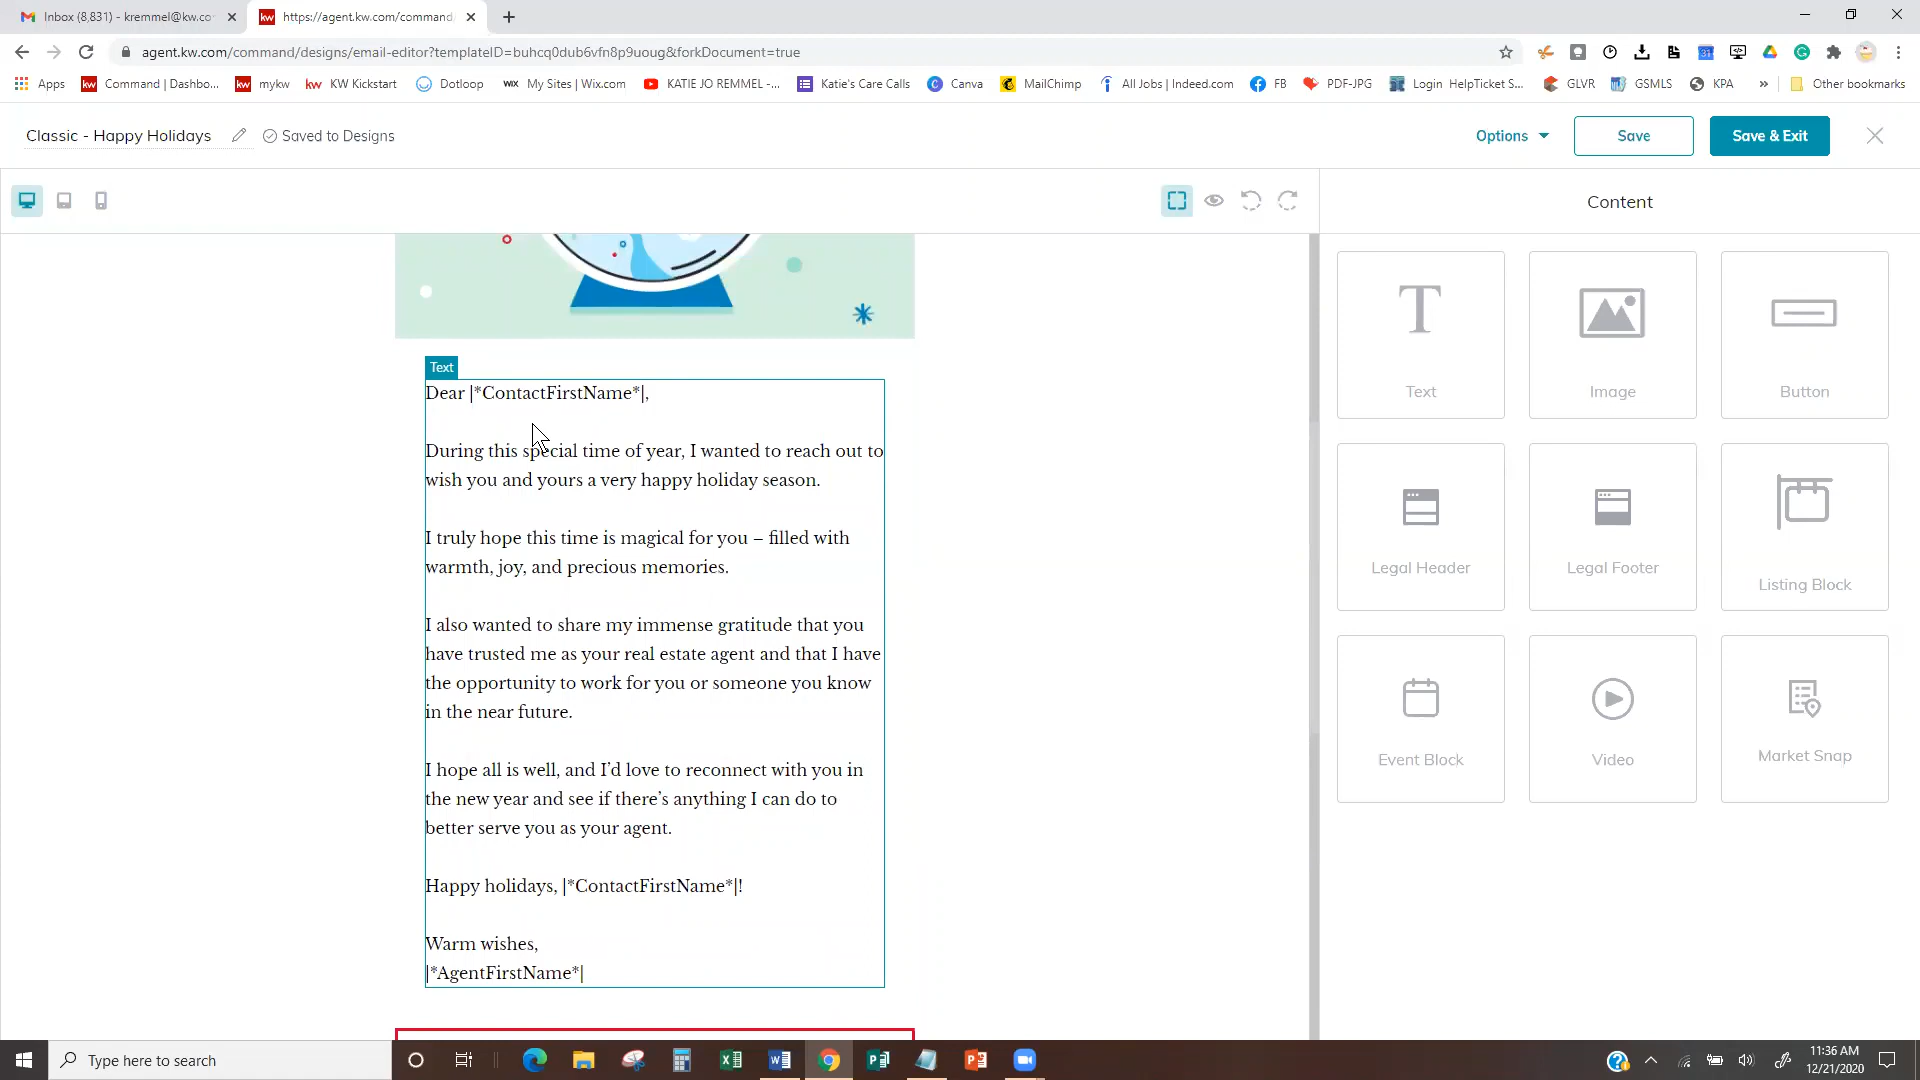 Inbox (8,831) - kremmel@kw.co
https://agent.kw.com/command/
agent.kw.com/command/designs/email-editor?templateID=buhcq0dub6vfn8p9uoug&forkDocument=true
Apps
Command | Dashbo...
mykw
KW Kickstart
Dotloop
My Sites | Wix.com
KATIE JO REMMEL -...
Katie's Care Calls
Canva
MailChimp
All Jobs | Indeed.com
FB
PDF-JPG
Login HelpTicket S...
GLVR
GSMLS
KPA
»
Other bookmarks
Classic - Happy Holidays
Saved to Designs
Options
Save
Save & Exit
Content
Text
Dear |*ContactFirstName*|,
During this special time of year, I wanted to reach out to
wish you and yours a very happy holiday season.
I truly hope this time is magical for you – filled with
warmth, joy, and precious memories.
I also wanted to share my immense gratitude that you
have trusted me as your real estate agent and that I have
the opportunity to work for you or someone you know
in the near future.
I hope all is well, and I’d love to reconnect with you in
the new year and see if there’s anything I can do to
better serve you as your agent.
Happy holidays, |*ContactFirstName*|!
Warm wishes,
|*AgentFirstName*|
Text
Image
Button
Legal Header
Legal Footer
Listing Block
Event Block
Video
Market Snap
Type here to search
11:36 AM
12/21/2020